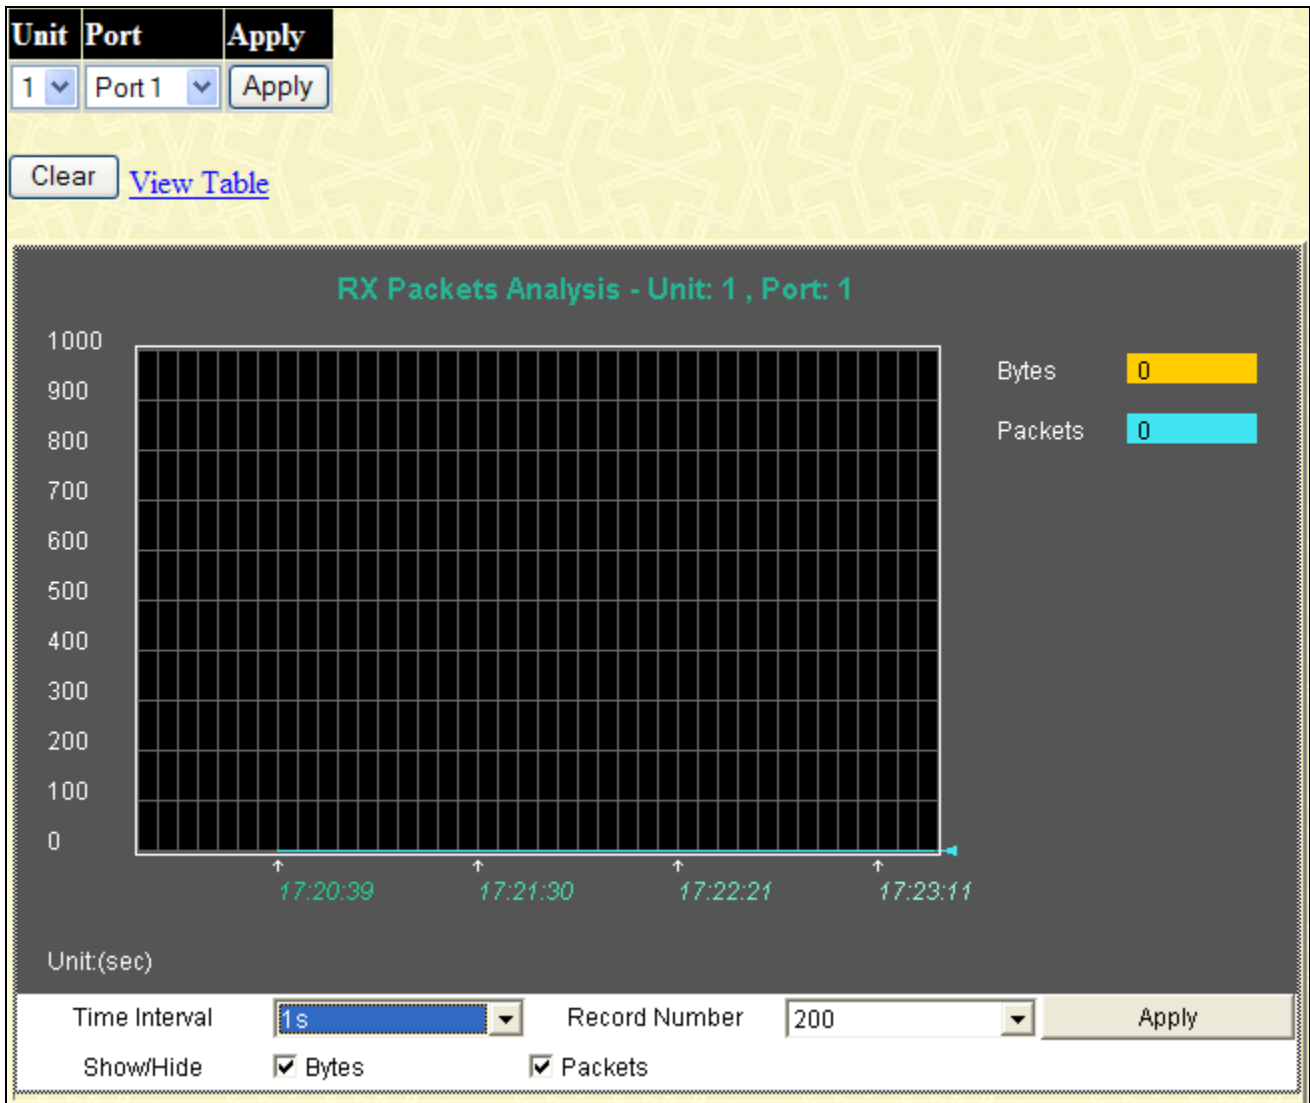 Unit Port Apply
1 Port 1 Apply
Clear View Table
RX Packets Analysis - Unit: 1 , Port: 1
1000
900
800
700
600
500
400
300
200
100
0
Bytes 0
Packets 0
17:20:39 17:21:30 17:22:21 17:23:11
Unit:(sec)
Time Interval 1s Record Number 200 Apply
Show/Hide Bytes Packets